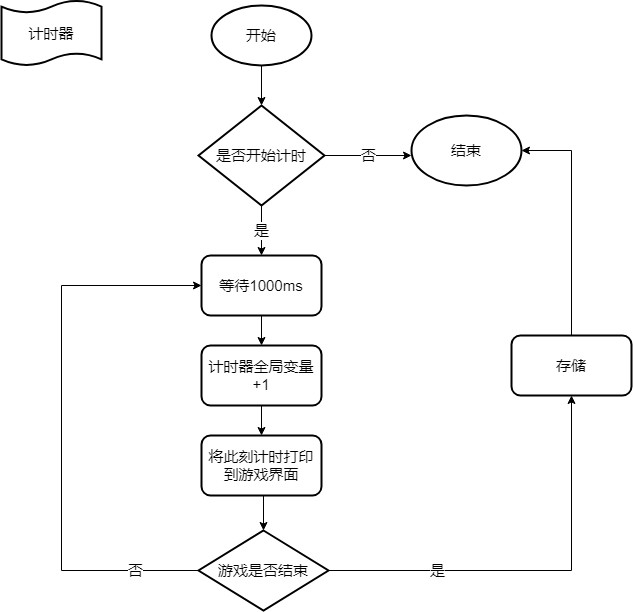 计时器
开始
是否开始计时
否
结束
是
等待1000ms
计时器全局变量
+1
存储
将此刻计时打印
到游戏界面
否
游戏是否结束
是